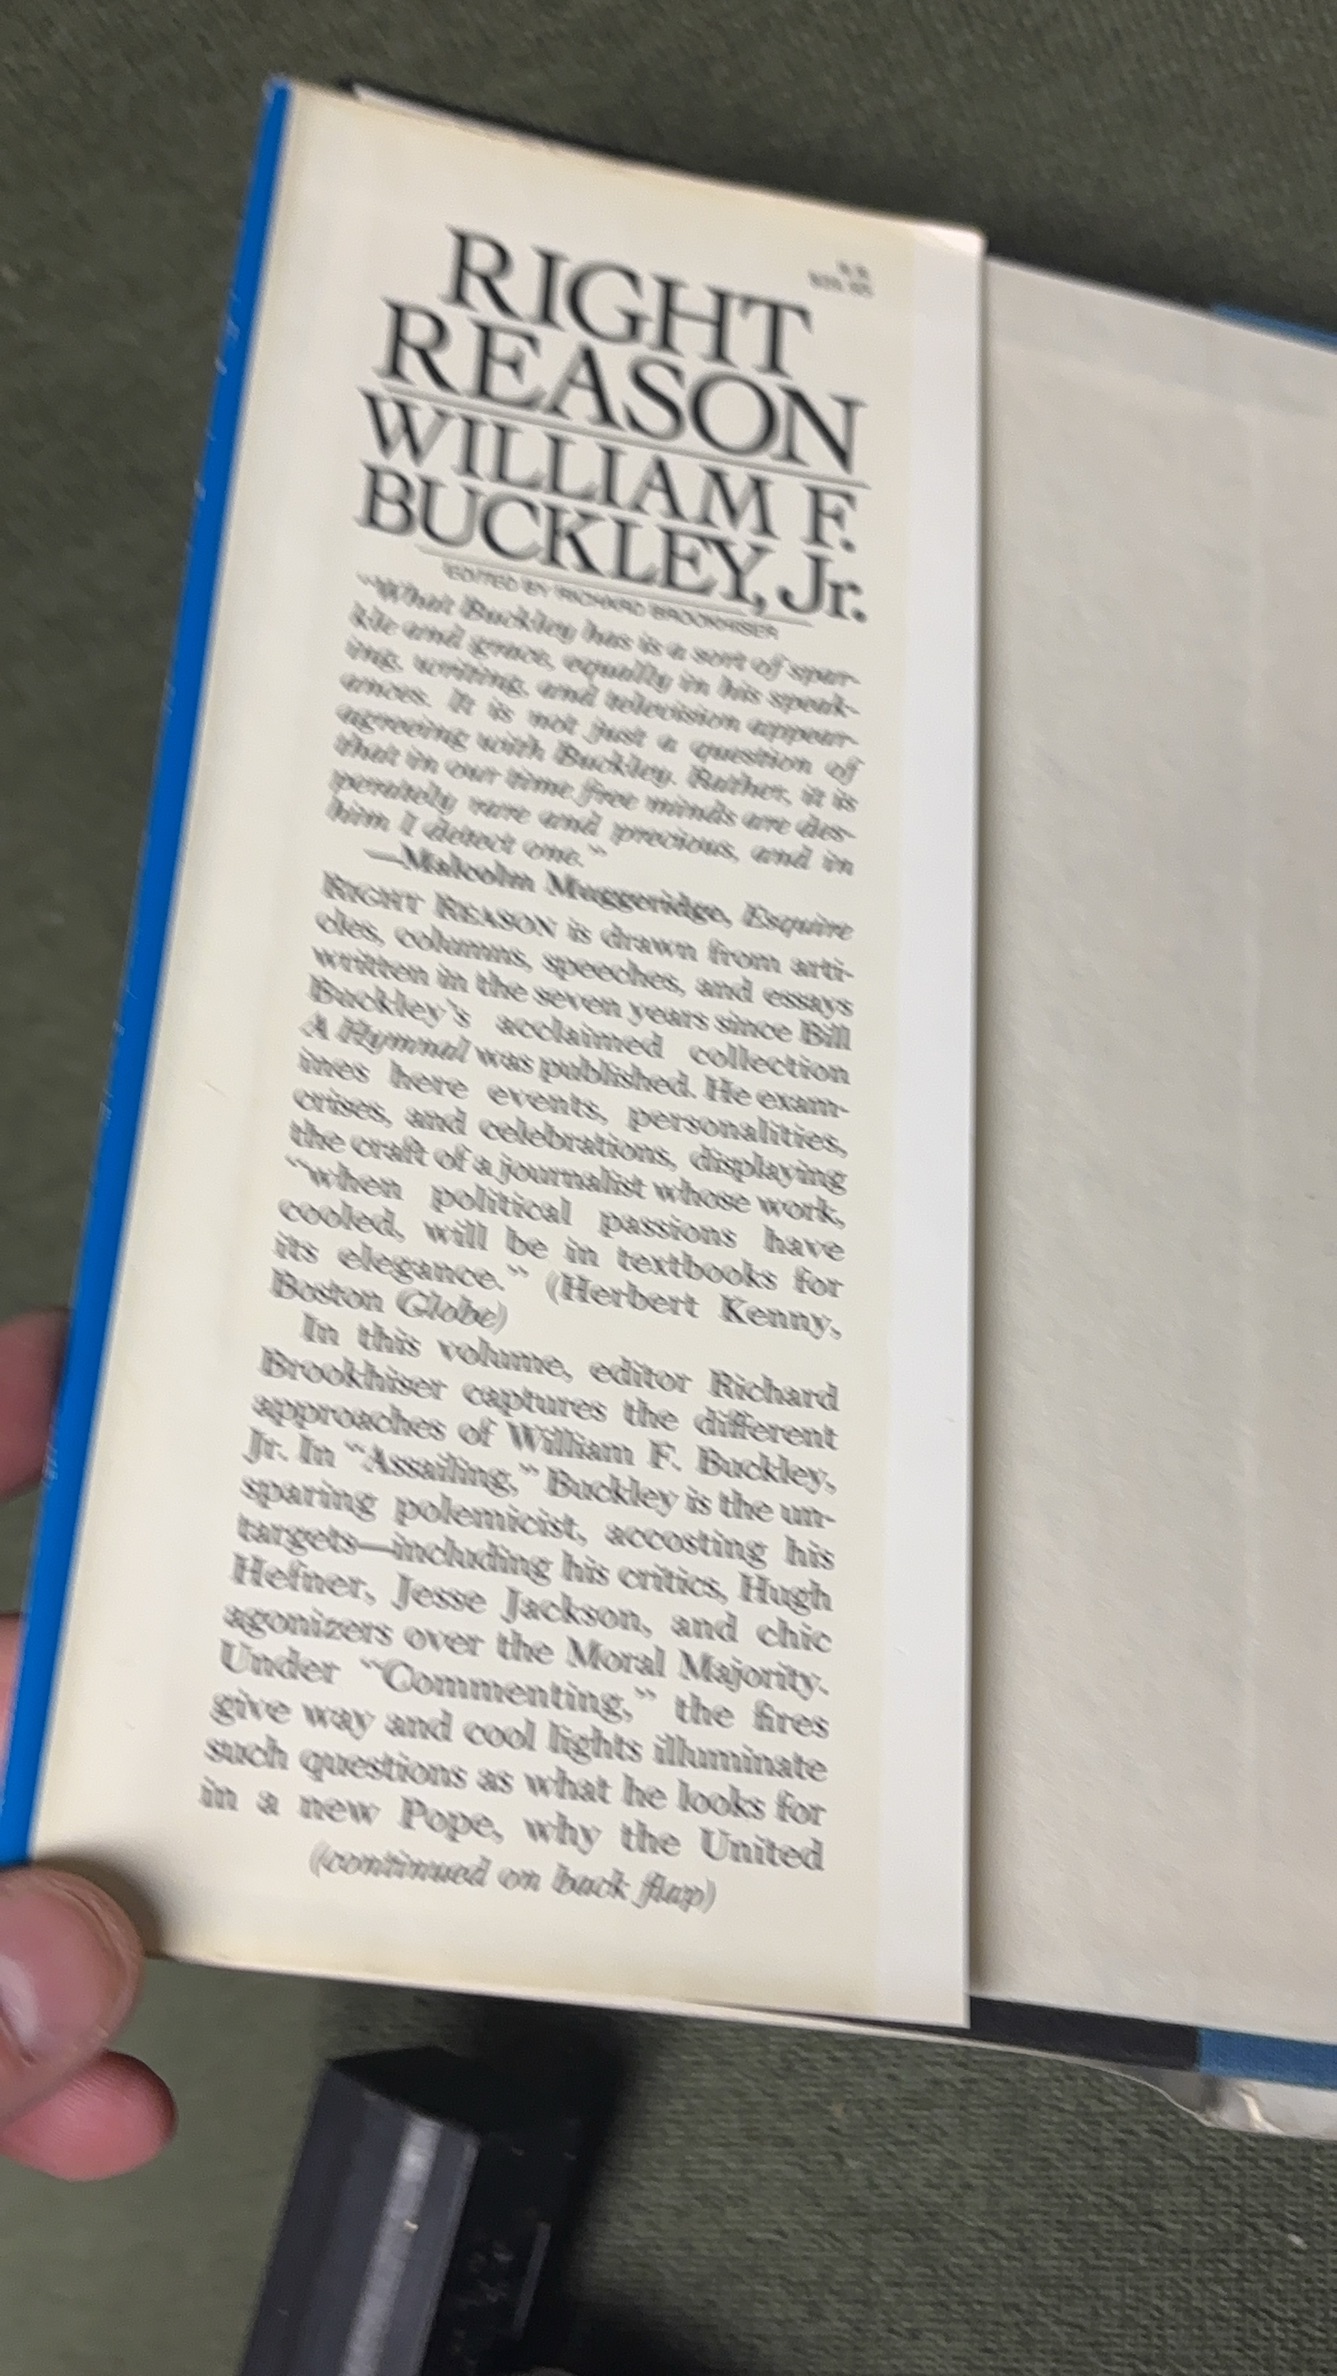 RIGHT
REASON
WILLIAM F.
BUCKLEY, Jr.
EDITED BY RICHARD BROOKHISER
“What Buckley has is a sort of spar-
kle and grace, equally in his speak-
ing, writing, and television appear-
ances. It is not just a question of
agreeing with Buckley. Rather, it is
that in our time free minds are des-
perately rare and precious, and in
him I detect one.”
—Malcolm Muggeridge, Esquire
RIGHT REASON is drawn from arti-
cles, columns, speeches, and essays
written in the seven years since Bill
Buckley’s acclaimed collection
A Hymnal was published. He exam-
ines here events, personalities,
crises, and celebrations, displaying
the craft of a journalist whose work,
“when political passions have
cooled, will be in textbooks for
its elegance.” (Herbert Kenny,
Boston Globe)
In this volume, editor Richard
Brookhiser captures the different
approaches of William F. Buckley,
Jr. In “Assailing,” Buckley is the un-
sparing polemicist, accosting his
targets—including his critics, Hugh
Hefner, Jesse Jackson, and chic
agonizers over the Moral Majority.
Under “Commenting,” the fires
give way and cool lights illuminate
such questions as what he looks for
in a new Pope, why the United
(continued on back flap)